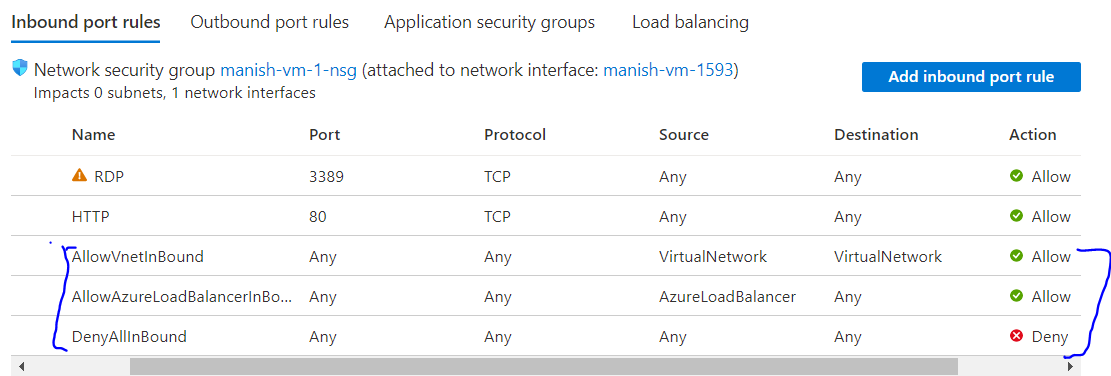 Inbound port rules Outbound port rules Application security groups Load balancing
Network security group manish-vm-1-nsg (attached to network interface: manish-vm-1593)
Impacts 0 subnets, 1 network interfaces
Add inbound port rule
Name Port Protocol Source Destination Action
RDP 3389 TCP Any Any Allow
HTTP 80 TCP Any Any Allow
AllowVnetInBound Any Any VirtualNetwork VirtualNetwork Allow
AllowAzureLoadBalancerInBo... Any Any AzureLoadBalancer Any Allow
DenyAllInBound Any Any Any Any Deny